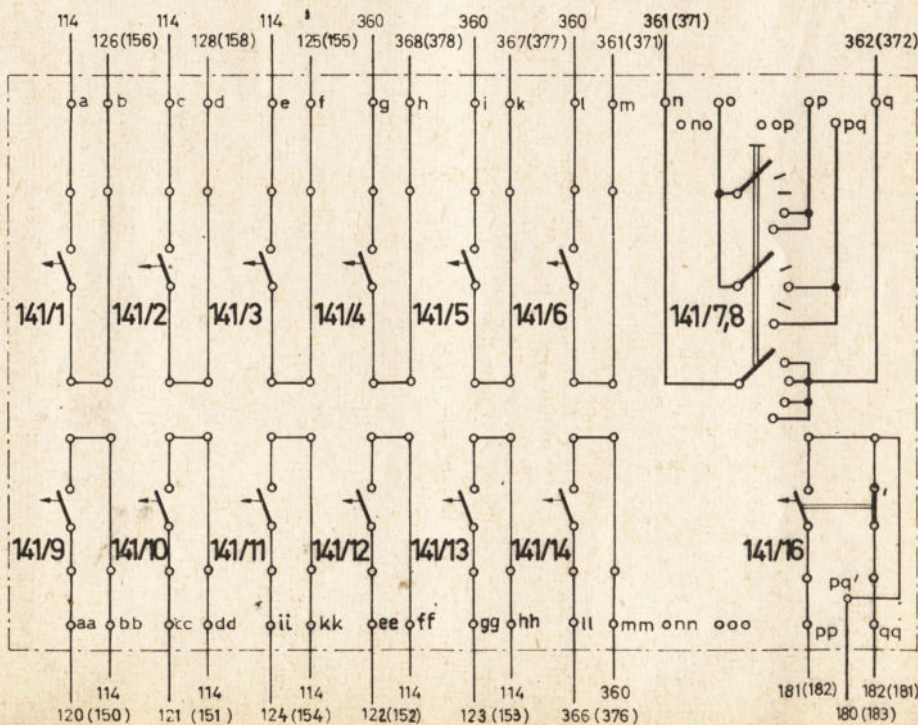 114 114 114 360 360 360 361(371)
126(156) 128(158) 125(155) 368(378) 367(377) 361(371) 362(372)
a b c d e f g h i k l m n o p q
no op pq
141/1 141/2 141/3 141/4 141/5 141/6 141/7,8
141/9 141/10 141/11 141/12 141/13 141/14 141/16
pq'
aa bb cc dd ii kk ee ff gg hh ll mm nn oo pp qq
114 114 114 114 114 360 181(182) 182(181)
120(150) 121(151) 124(154) 122(152) 123(153) 366(376) 180(183)